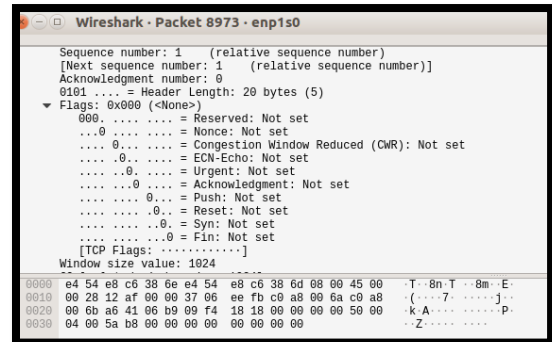 Wireshark · Packet 8973 · enp1s0
Sequence number: 1    (relative sequence number)
[Next sequence number: 1    (relative sequence number)]
Acknowledgment number: 0
0101 .... = Header Length: 20 bytes (5)
Flags: 0x000 (<None>)
000. .... .... = Reserved: Not set
...0 .... .... = Nonce: Not set
.... 0... .... = Congestion Window Reduced (CWR): Not set
.... .0.. .... = ECN-Echo: Not set
.... ..0. .... = Urgent: Not set
.... ...0 .... = Acknowledgment: Not set
.... .... 0... = Push: Not set
.... .... .0.. = Reset: Not set
.... .... ..0. = Syn: Not set
.... .... ...0 = Fin: Not set
[TCP Flags: ············]
Window size value: 1024
0000  e4 54 e8 c6 38 6e e4 54  e8 c6 38 6d 08 00 45 00  ·T··8n·T ··8m··E·
0010  00 28 12 af 00 00 37 06  ee fb c0 a8 00 6a c0 a8  ·(····7· ·····j··
0020  00 6b a6 41 06 b9 09 f4  18 18 00 00 00 00 50 00  ·k·A···· ······P·
0030  04 00 5a b8 00 00 00 00  00 00 00 00  ··Z····· ····